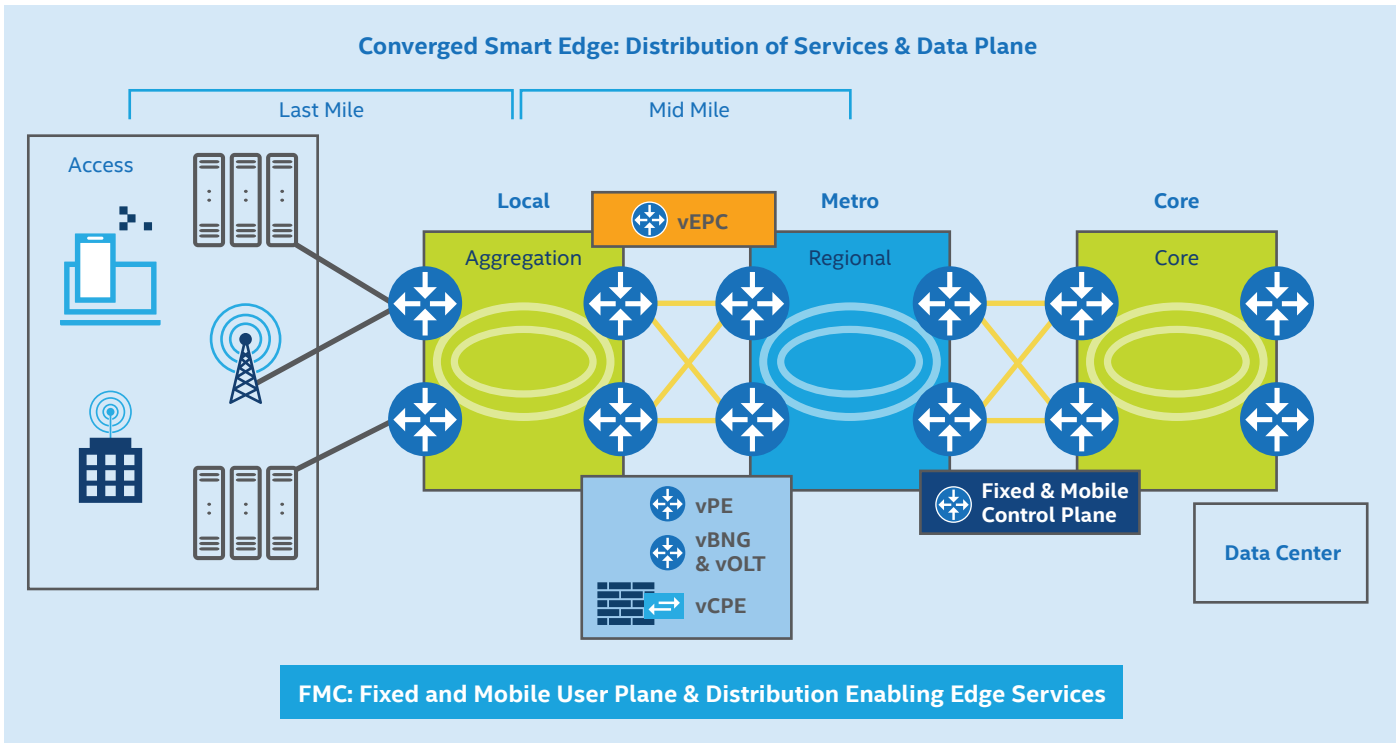 Converged Smart Edge: Distribution of Services & Data Plane
Last Mile
Mid Mile
Access
Local
vEPC
Metro
Core
Aggregation
Regional
Core
vPE
vBNG
& vOLT
vCPE
Fixed & Mobile
Control Plane
Data Center
FMC: Fixed and Mobile User Plane & Distribution Enabling Edge Services